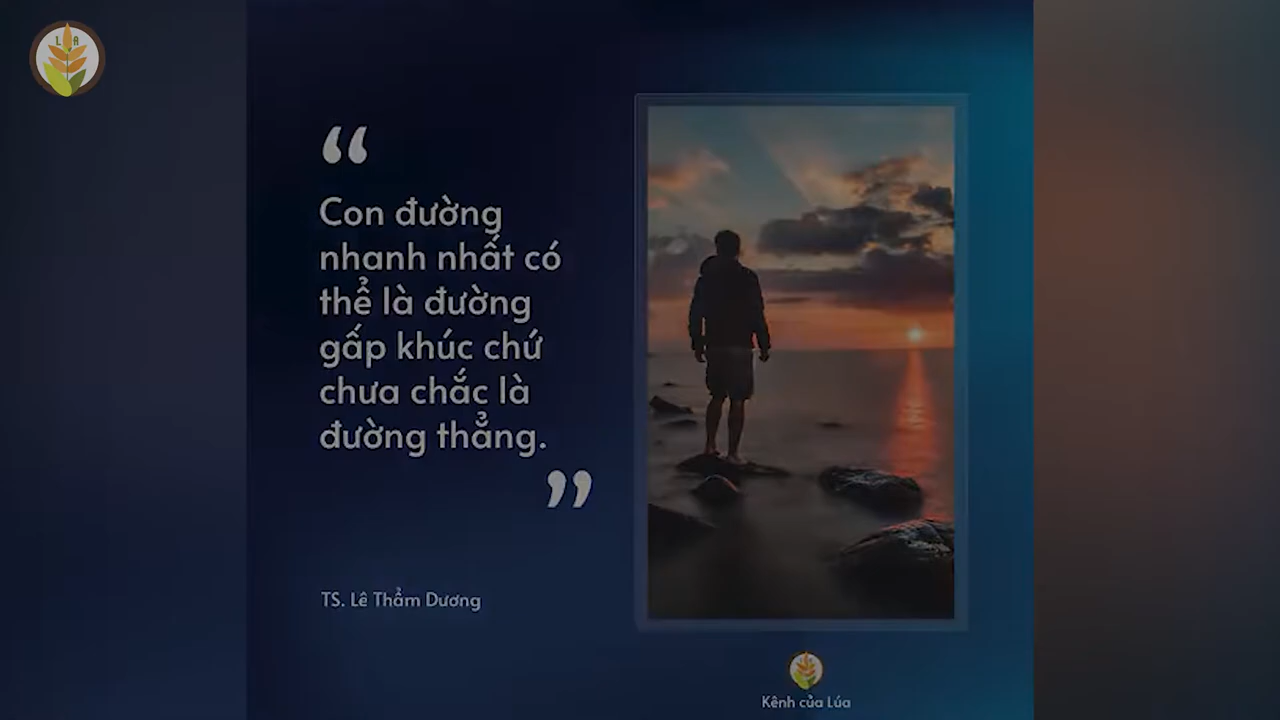 L A
“
Con đường
nhanh nhất có
thể là đường
gấp khúc chứ
chưa chắc là
đường thẳng.
”
TS. Lê Thẩm Dương
Kênh của Lúa